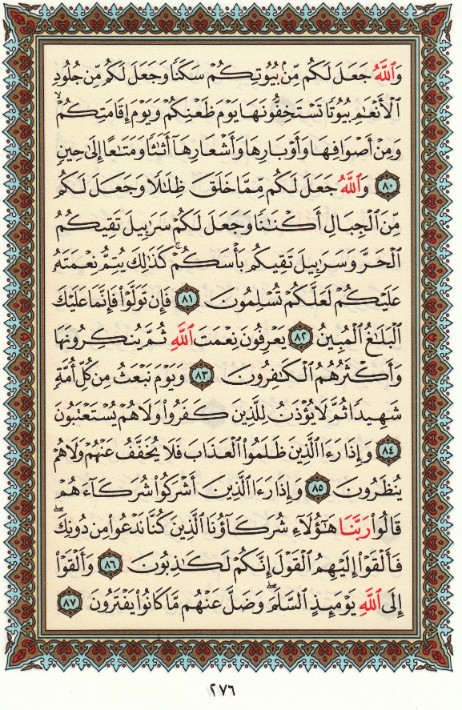 وَٱللَّهُ جَعَلَ لَكُم مِّنۢ بُيُوتِكُمْ سَكَنًا وَجَعَلَ لَكُم مِّن جُلُودِ
ٱلْأَنْعَٰمِ بُيُوتًا تَسْتَخِفُّونَهَا يَوْمَ ظَعْنِكُمْ وَيَوْمَ إِقَامَتِكُمْ ۙ
وَمِنْ أَصْوَافِهَا وَأَوْبَارِهَا وَأَشْعَارِهَآ أَثَٰثًا وَمَتَٰعًا إِلَىٰ حِينٍ
٨٠ وَٱللَّهُ جَعَلَ لَكُم مِّمَّا خَلَقَ ظِلَٰلًا وَجَعَلَ لَكُم
مِّنَ ٱلْجِبَالِ أَكْنَٰنًا وَجَعَلَ لَكُمْ سَرَٰبِيلَ تَقِيكُمُ
ٱلْحَرَّ وَسَرَٰبِيلَ تَقِيكُم بَأْسَكُمْ ۚ كَذَٰلِكَ يُتِمُّ نِعْمَتَهُۥ
عَلَيْكُمْ لَعَلَّكُمْ تُسْلِمُونَ ٨١ فَإِن تَوَلَّوْا۟ فَإِنَّمَا عَلَيْكَ
ٱلْبَلَٰغُ ٱلْمُبِينُ ٨٢ يَعْرِفُونَ نِعْمَتَ ٱللَّهِ ثُمَّ يُنكِرُونَهَا
وَأَكْثَرُهُمُ ٱلْكَٰفِرُونَ ٨٣ وَيَوْمَ نَبْعَثُ مِن كُلِّ أُمَّةٍ
شَهِيدًا ثُمَّ لَا يُؤْذَنُ لِلَّذِينَ كَفَرُوا۟ وَلَا هُمْ يُسْتَعْتَبُونَ
٨٤ وَإِذَا رَءَا ٱلَّذِينَ ظَلَمُوا۟ ٱلْعَذَابَ فَلَا يُخَفَّفُ عَنْهُمْ وَلَا هُمْ
يُنظَرُونَ ٨٥ وَإِذَا رَءَا ٱلَّذِينَ أَشْرَكُوا۟ شُرَكَآءَهُمْ
قَالُوا۟ رَبَّنَا هَٰٓؤُلَآءِ شُرَكَآؤُنَا ٱلَّذِينَ كُنَّا نَدْعُوا۟ مِن دُونِكَ ۖ
فَأَلْقَوْا۟ إِلَيْهِمُ ٱلْقَوْلَ إِنَّكُمْ لَكَٰذِبُونَ ٨٦ وَأَلْقَوْا۟
إِلَى ٱللَّهِ يَوْمَئِذٍ ٱلسَّلَمَ ۖ وَضَلَّ عَنْهُم مَّا كَانُوا۟ يَفْتَرُونَ ٨٧
٢٧٦